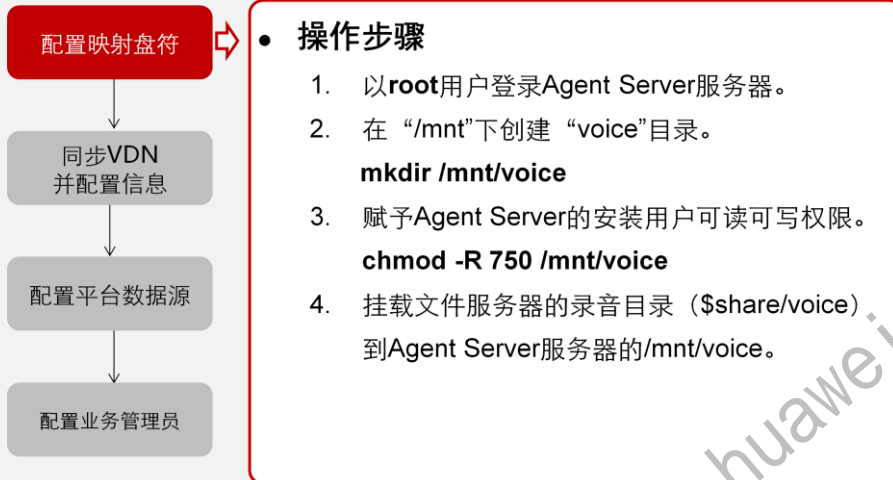 配置映射盘符
同步VDN
并配置信息
配置平台数据源
配置业务管理员
• 操作步骤
1. 以root用户登录Agent Server服务器。
2. 在“/mnt”下创建“voice”目录。
mkdir /mnt/voice
3. 赋予Agent Server的安装用户可读可写权限。
chmod -R 750 /mnt/voice
4. 挂载文件服务器的录音目录（$share/voice）
到Agent Server服务器的/mnt/voice。
huawei